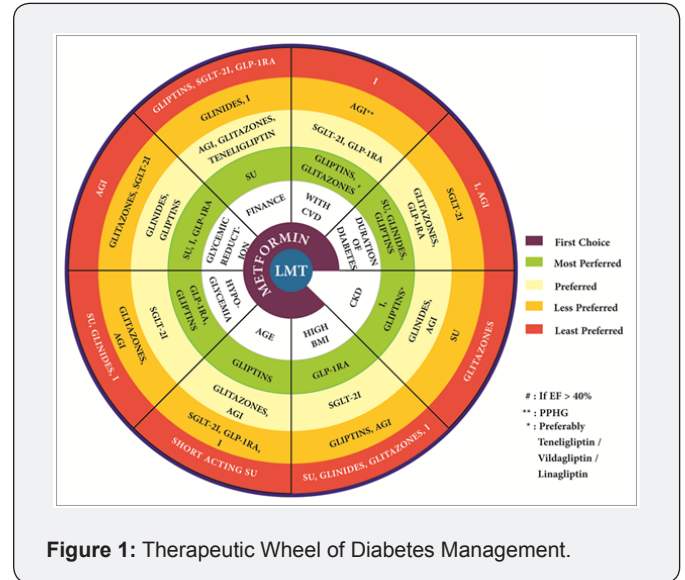 GLIPTINS, SGLT-2I, GLP-1RA
GLINIDES, I
AGI, GLITAZONES,
TENELIGLIPTIN
SU
FINANCE
I
AGI**
SGLT-2I, GLP-1RA
GLIPTINS,
GLITAZONES
WITH
CVD
I, AGI
SGLT-2I
GLITAZONES,
GLP-1RA
SU, GLINIDES,
GLIPTINS
DURATION
OF
DIABETES
GLITAZONES
SU
GLINIDES,
AGI
I, GLIPTINS*
CKD
SU, GLINIDES, GLITAZONES, I
GLIPTINS, AGI
SGLT-2I
GLP-1RA
HIGH
BMI
SHORT ACTING SU
SGLT-2I, GLP-1RA,
I
GLITAZONES,
AGI
GLIPTINS
AGE
SU, GLINIDES, I
GLITAZONES,
AGI
SGLT-2I
GLP-1RA,
GLIPTINS
HYPO-
GLYCEMIA
AGI
GLITAZONES, SGLT-2I
GLINIDES,
GLIPTINS
SU, I, GLP-1RA
GLYCEMIC
REDUCT-
ION
METFORMIN
LMT
First Choice
Most Perferred
Preferred
Less Preferred
Least Preferred
# : If EF > 40%
** : PPHG
* : Preferably
Teneligliptin /
Vildagliptin /
Linagliptin
Figure 1: Therapeutic Wheel of Diabetes Management.